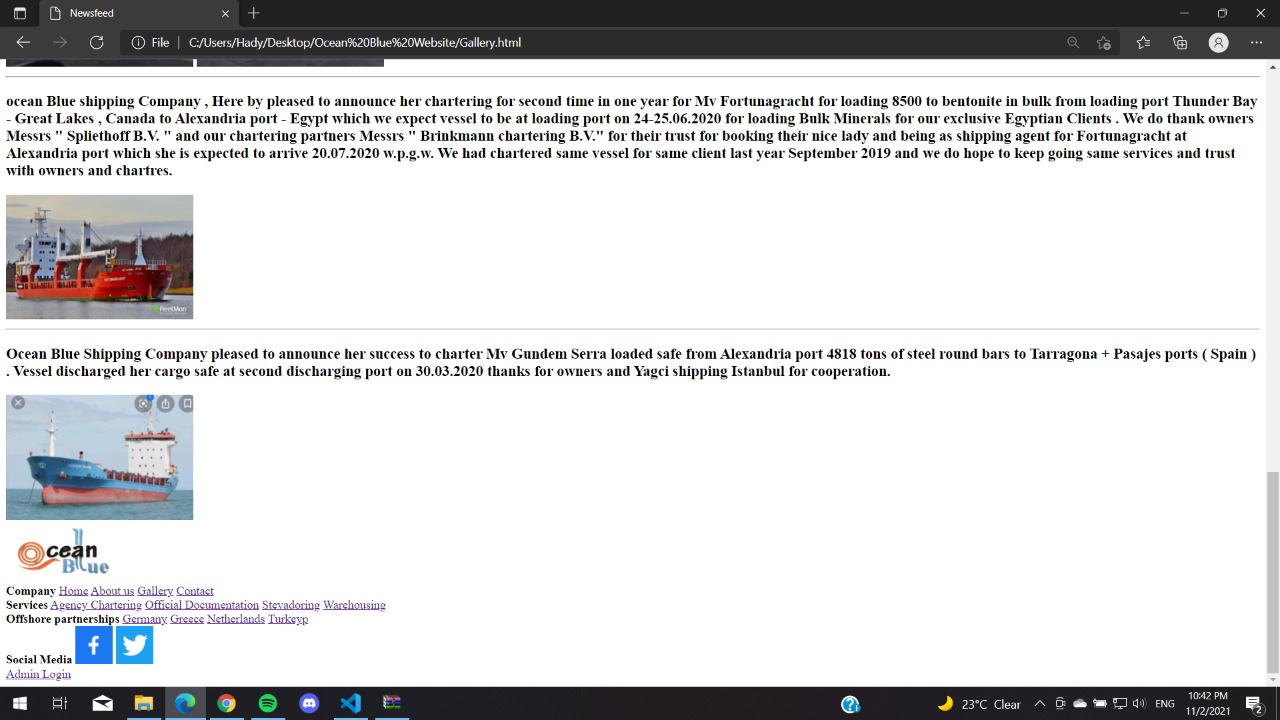 Newsfeed
File | C:/Users/Hady/Desktop/Ocean%20Blue%20Website/Gallery.html
ocean Blue shipping Company , Here by pleased to announce her chartering for second time in one year for Mv Fortunagracht for loading 8500 to bentonite in bulk from loading port Thunder Bay
- Great Lakes , Canada to Alexandria port - Egypt which we expect vessel to be at loading port on 24-25.06.2020 for loading Bulk Minerals for our exclusive Egyptian Clients . We do thank owners
Messrs " Spliethoff B.V. " and our chartering partners Messrs " Brinkmann chartering B.V." for their trust for booking their nice lady and being as shipping agent for Fortunagracht at
Alexandria port which she is expected to arrive 20.07.2020 w.p.g.w. We had chartered same vessel for same client last year September 2019 and we do hope to keep going same services and trust
with owners and chartres.
Ocean Blue Shipping Company pleased to announce her success to charter Mv Gundem Serra loaded safe from Alexandria port 4818 tons of steel round bars to Tarragona + Pasajes ports ( Spain )
. Vessel discharged her cargo safe at second discharging port on 30.03.2020 thanks for owners and Yagci shipping Istanbul for cooperation.
Ocean
Blue
Company Home About us Gallery Contact
Services Agency Chartering Official Documentation Stevadoring Warehousing
Offshore partnerships Germany Greece Netherlands Turkeyp
Social Media
Admin Login
23°C Clear
ENG
10:42 PM
11/2/2021
2